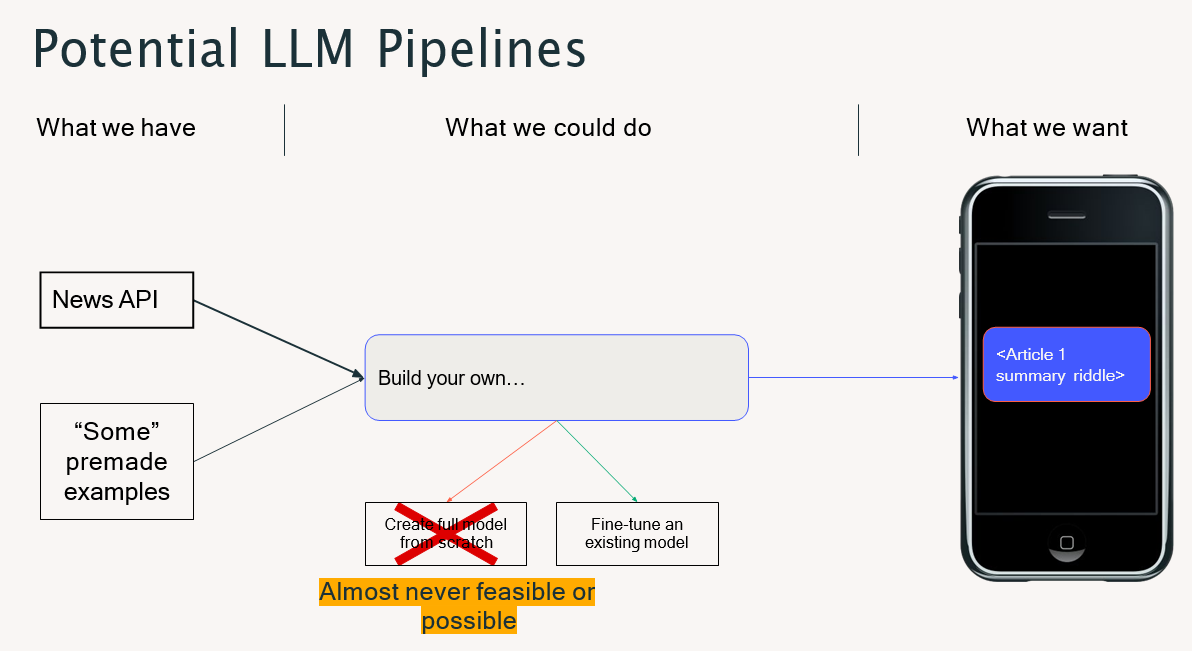 Potential LLM Pipelines
What we have
What we could do
What we want
News API
“Some”
premade
examples
Build your own…
Create full model
from scratch
Fine-tune an
existing model
Almost never feasible or
possible
<Article 1
summary riddle>